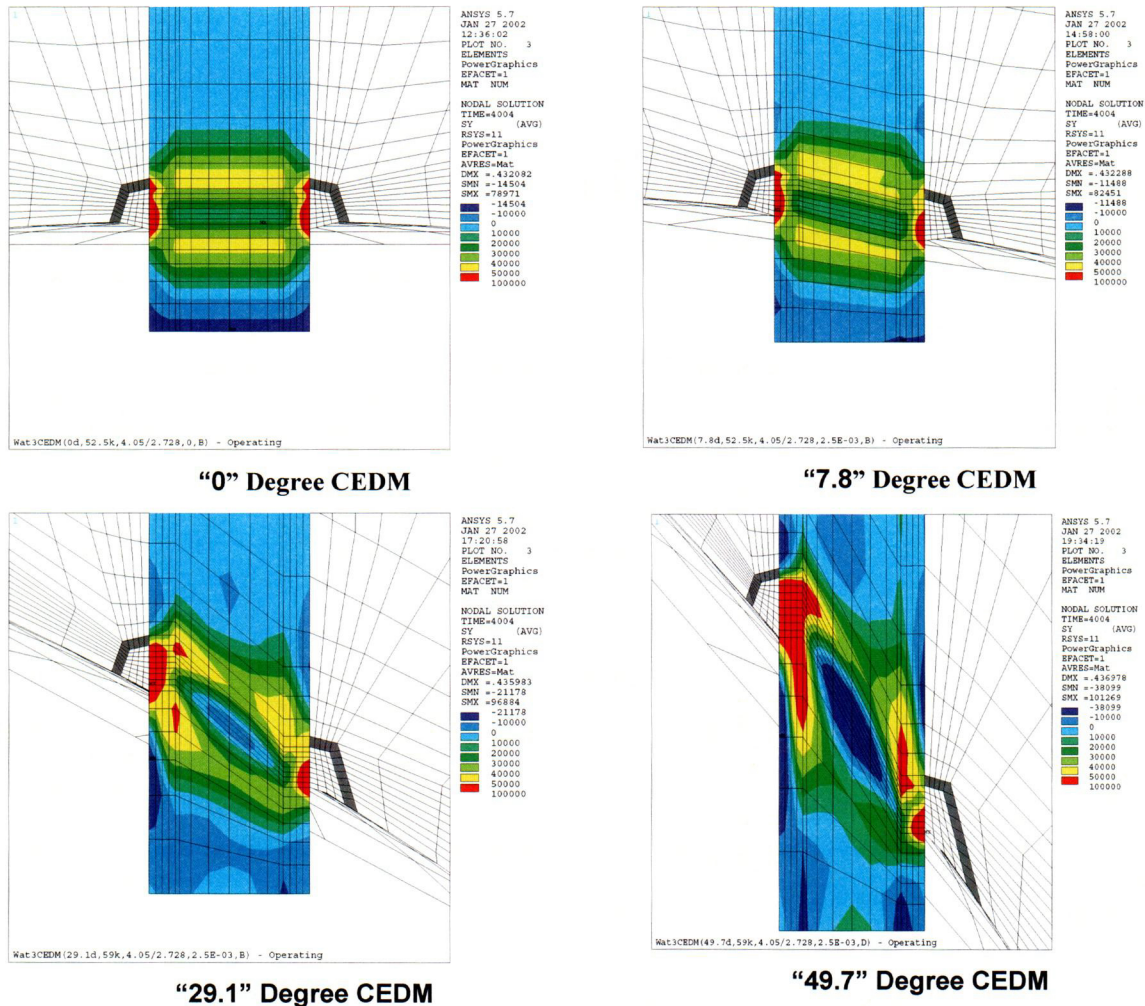 ANSYS 5.7
JAN 27 2002
12:36:02
PLOT NO. 3
ELEMENTS
PowerGraphics
EFACET=1
MAT NUM
NODAL SOLUTION
TIME=4004
SY (AVG)
RSYS=11
PowerGraphics
EFACET=1
AVRES=Mat
DMX =.432082
SMN =-14504
SMX =78971
-14504
-10000
0
10000
20000
30000
40000
50000
100000
Wat3CEDM(0d,52.5k,4.05/2.728,0,B) - Operating
"0" Degree CEDM
ANSYS 5.7
JAN 27 2002
14:58:00
PLOT NO. 3
ELEMENTS
PowerGraphics
EFACET=1
MAT NUM
NODAL SOLUTION
TIME=4004
SY (AVG)
RSYS=11
PowerGraphics
EFACET=1
AVRES=Mat
DMX =.432288
SMN =-11488
SMX =82451
-11488
-10000
0
10000
20000
30000
40000
50000
100000
Wat3CEDM(7.8d,52.5k,4.05/2.728,2.5E-03,B) - Operating
"7.8" Degree CEDM
ANSYS 5.7
JAN 27 2002
17:20:58
PLOT NO. 3
ELEMENTS
PowerGraphics
EFACET=1
MAT NUM
NODAL SOLUTION
TIME=4004
SY (AVG)
RSYS=11
PowerGraphics
EFACET=1
AVRES=Mat
DMX =.435983
SMN =-21178
SMX =96884
-21178
-10000
0
10000
20000
30000
40000
50000
100000
Wat3CEDM(29.1d,59k,4.05/2.728,2.5E-03,B) - Operating
"29.1" Degree CEDM
ANSYS 5.7
JAN 27 2002
19:34:19
PLOT NO. 3
ELEMENTS
PowerGraphics
EFACET=1
MAT NUM
NODAL SOLUTION
TIME=4004
SY (AVG)
RSYS=11
PowerGraphics
EFACET=1
AVRES=Mat
DMX =.436978
SMN =-38099
SMX =101269
-38099
-10000
0
10000
20000
30000
40000
50000
100000
Wat3CEDM(49.7d,59k,4.05/2.728,2.5E-03,D) - Operating
"49.7" Degree CEDM